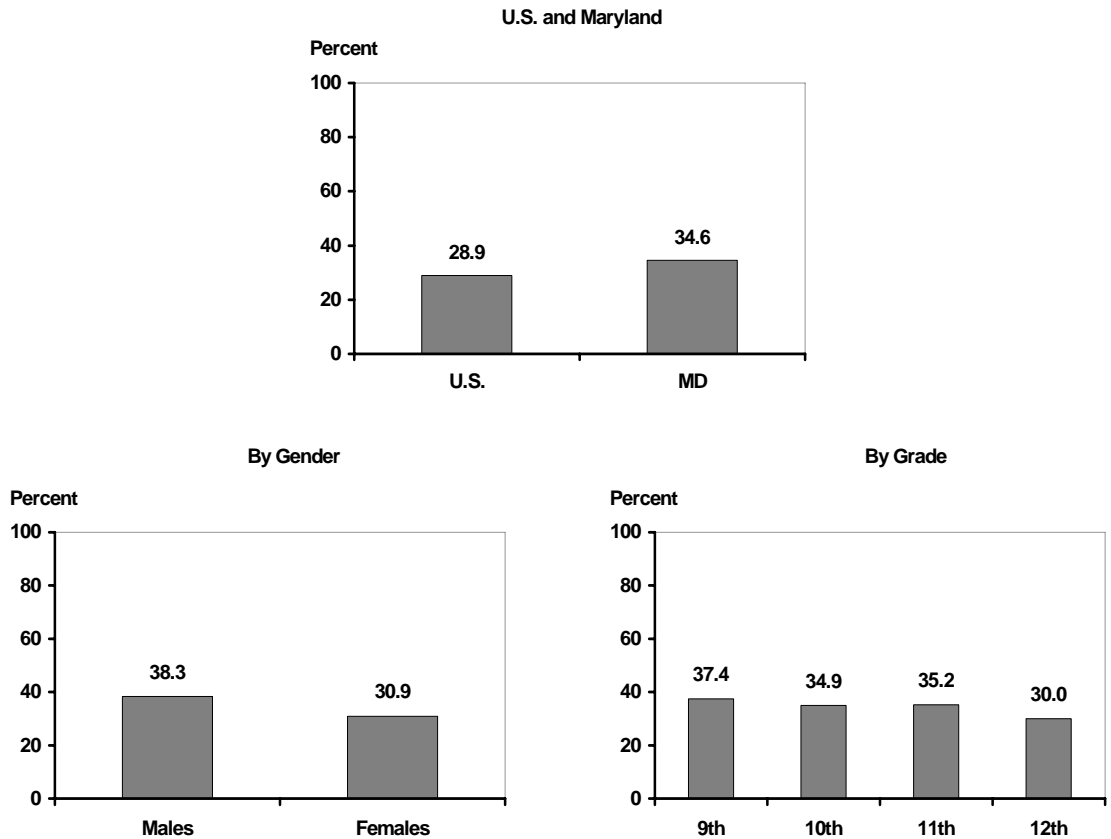 U.S. and Maryland
Percent
100
80
60
40
20
0
28.9
34.6
U.S.
MD
By Gender
Percent
100
80
60
40
20
0
38.3
30.9
Males
Females
By Grade
Percent
100
80
60
40
20
0
37.4
34.9
35.2
30.0
9th
10th
11th
12th